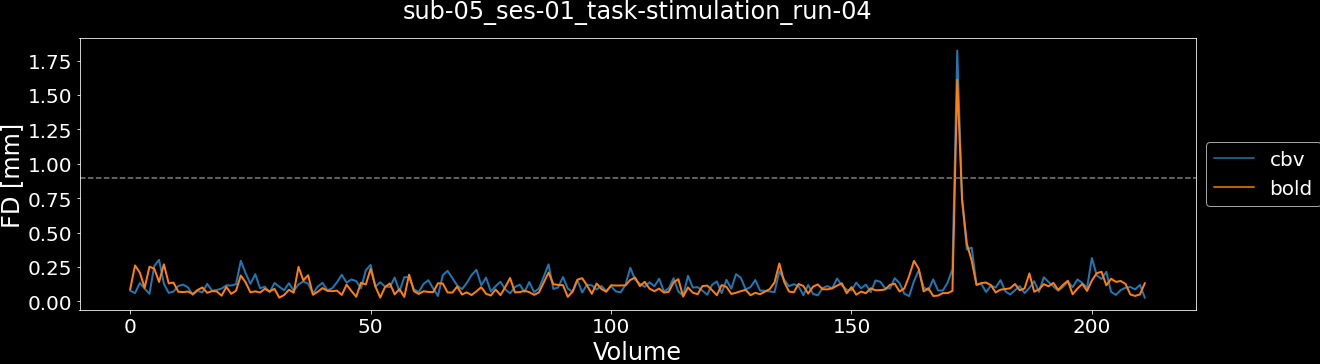 sub-05_ses-01_task-stimulation_run-04
FD [mm]
1.75
1.50
1.25
1.00
0.75
0.50
0.25
0.00
0 50 100 150 200
Volume
cbv
bold